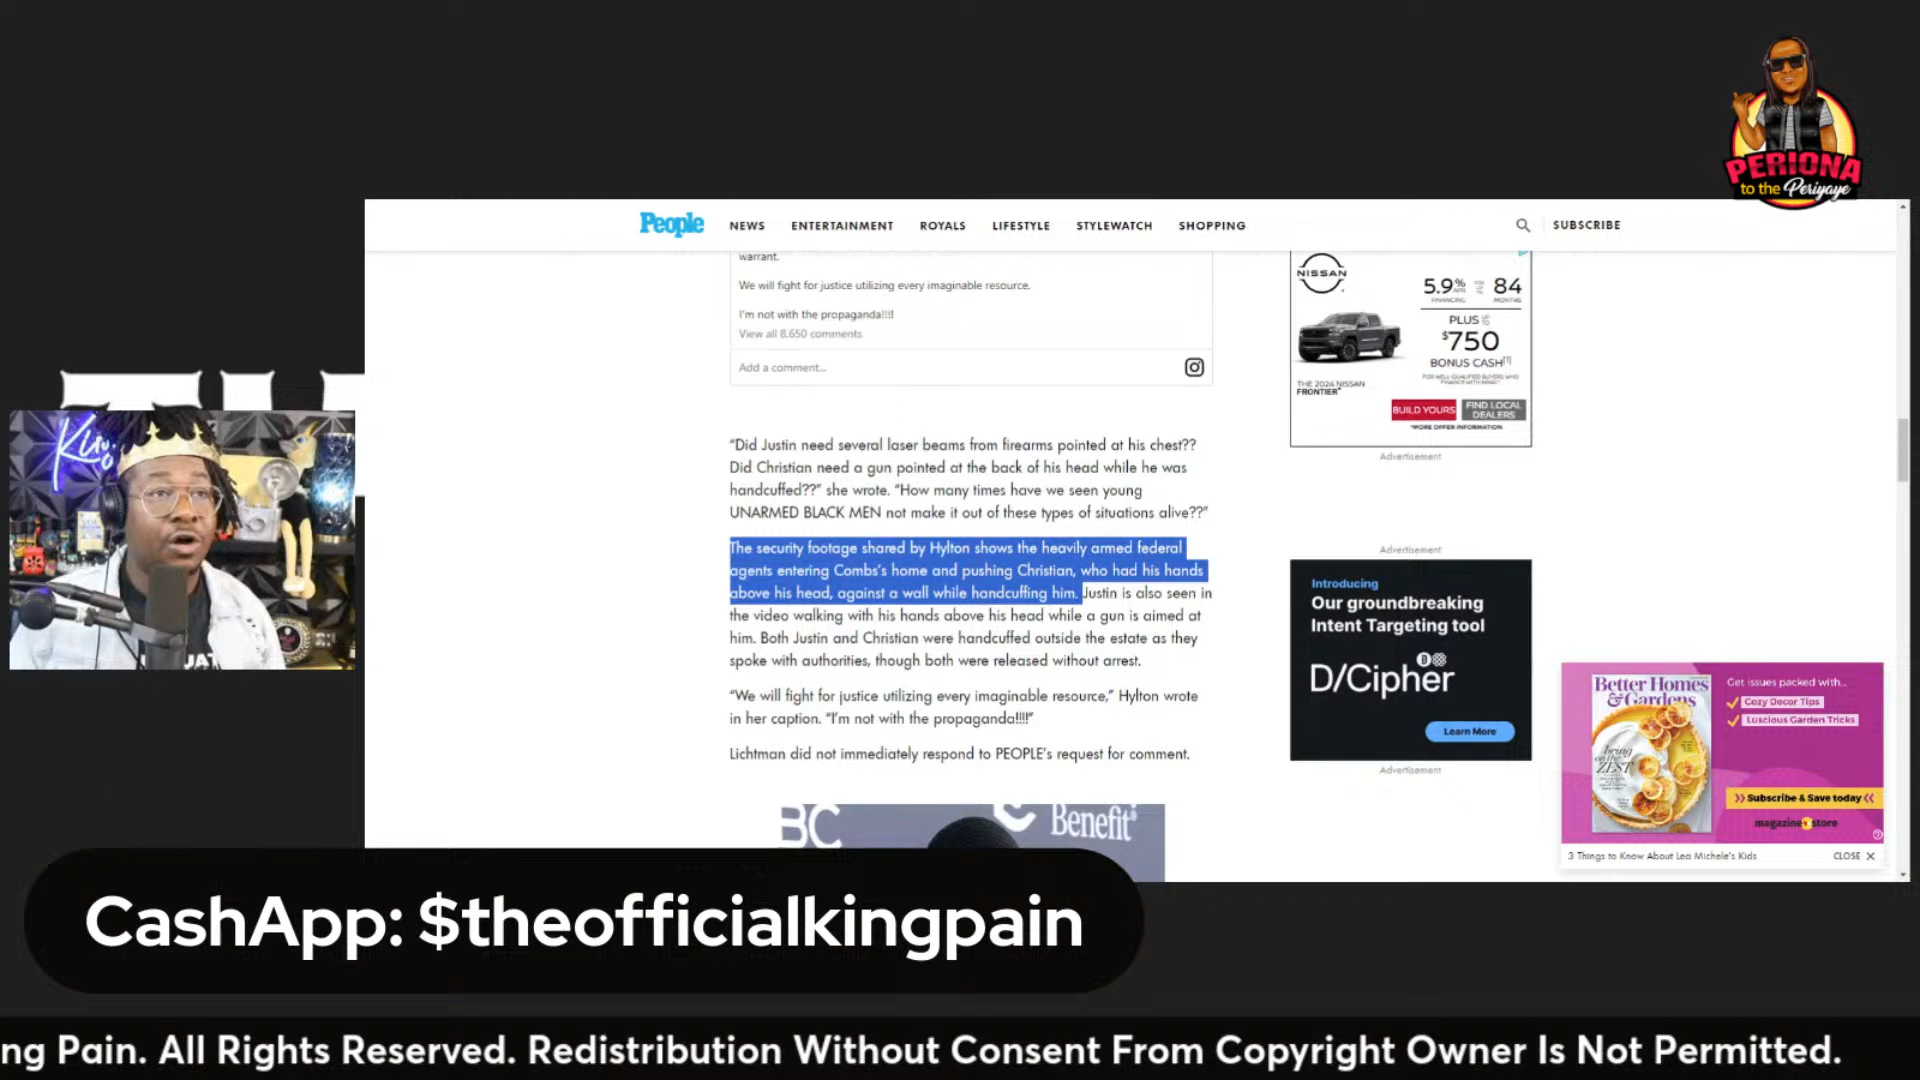 PERIONA
to the Periyaye
People
NEWS
ENTERTAINMENT
ROYALS
LIFESTYLE
STYLEWATCH
SHOPPING
SUBSCRIBE
warrant.
We will fight for justice utilizing every imaginable resource.
I'm not with the propaganda!!!!
View all 8,650 comments
Add a comment...
“Did Justin need several laser beams from firearms pointed at his chest??
Did Christian need a gun pointed at the back of his head while he was
handcuffed??” she wrote. “How many times have we seen young
UNARMED BLACK MEN not make it out of these types of situations alive??”
The security footage shared by Hylton shows the heavily armed federal
agents entering Combs’s home and pushing Christian, who had his hands
above his head, against a wall while handcuffing him. Justin is also seen in
the video walking with his hands above his head while a gun is aimed at
him. Both Justin and Christian were handcuffed outside the estate as they
spoke with authorities, though both were released without arrest.
“We will fight for justice utilizing every imaginable resource,” Hylton wrote
in her caption. “I’m not with the propaganda!!!!”
Lichtman did not immediately respond to PEOPLE’s request for comment.
BC
Benefit
NISSAN
5.9% APR 84
FINANCING MONTHS
PLUS
$750
BONUS CASH[1]
THE 2024 NISSAN
FRONTIER®
BUILD YOURS
FIND LOCAL
DEALERS
*MORE OFFER INFORMATION
Advertisement
Advertisement
Introducing
Our groundbreaking
Intent Targeting tool
D/Cipher
Learn More
Advertisement
Better Homes
& Gardens
bring
on the
ZEST
Get issues packed with...
Cozy Decor Tips
Luscious Garden Tricks
Subscribe & Save today
magazine store
3 Things to Know About Lea Michele's Kids
CLOSE X
CashApp: $theofficialkingpain
ng Pain. All Rights Reserved. Redistribution Without Consent From Copyright Owner Is Not Permitted.